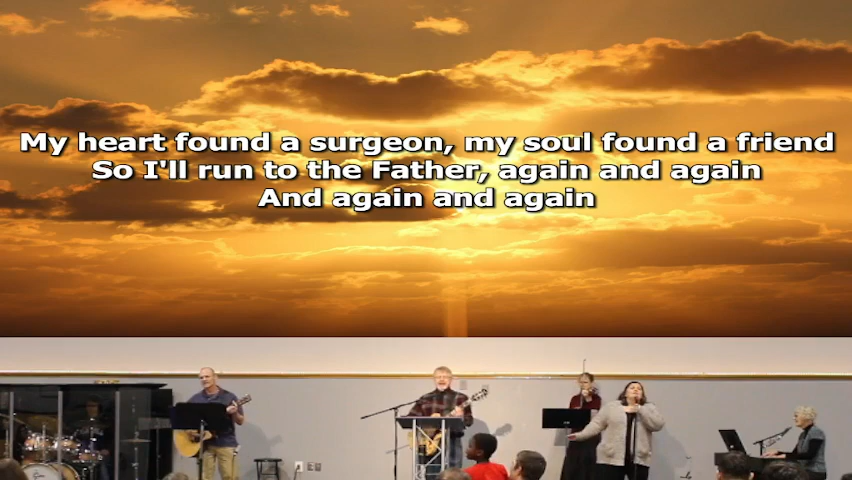 My heart found a surgeon, my soul found a friend
So I'll run to the Father, again and again
And again and again